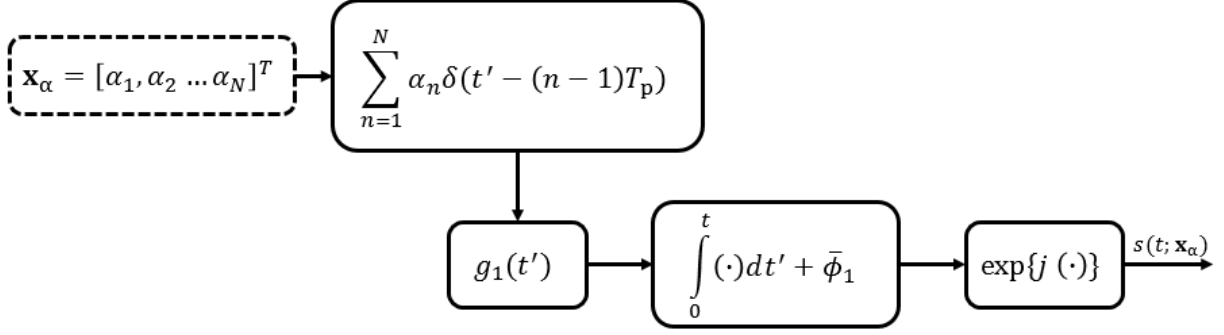 𝐱_α = [α_1, α_2 … α_N]^T
∑_{n=1}^{N} α_n δ(t′ − (n − 1)T_p)
g_1(t′)
∫_0^t (·)dt′ + ϕ̄_1
exp{j (·)}
s(t; 𝐱_α)